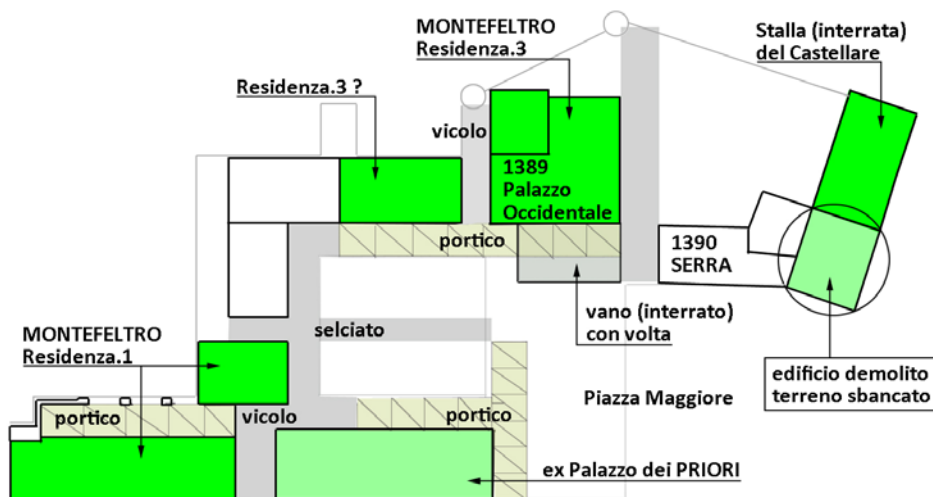 MONTEFELTRO
Residenza.3
Stalla (interrata)
del Castellare
Residenza.3 ?
vicolo
1389
Palazzo
Occidentale
portico
1390
SERRA
vano (interrato)
con volta
selciato
MONTEFELTRO
Residenza.1
edificio demolito
terreno sbancato
portico
vicolo
portico
Piazza Maggiore
ex Palazzo dei PRIORI